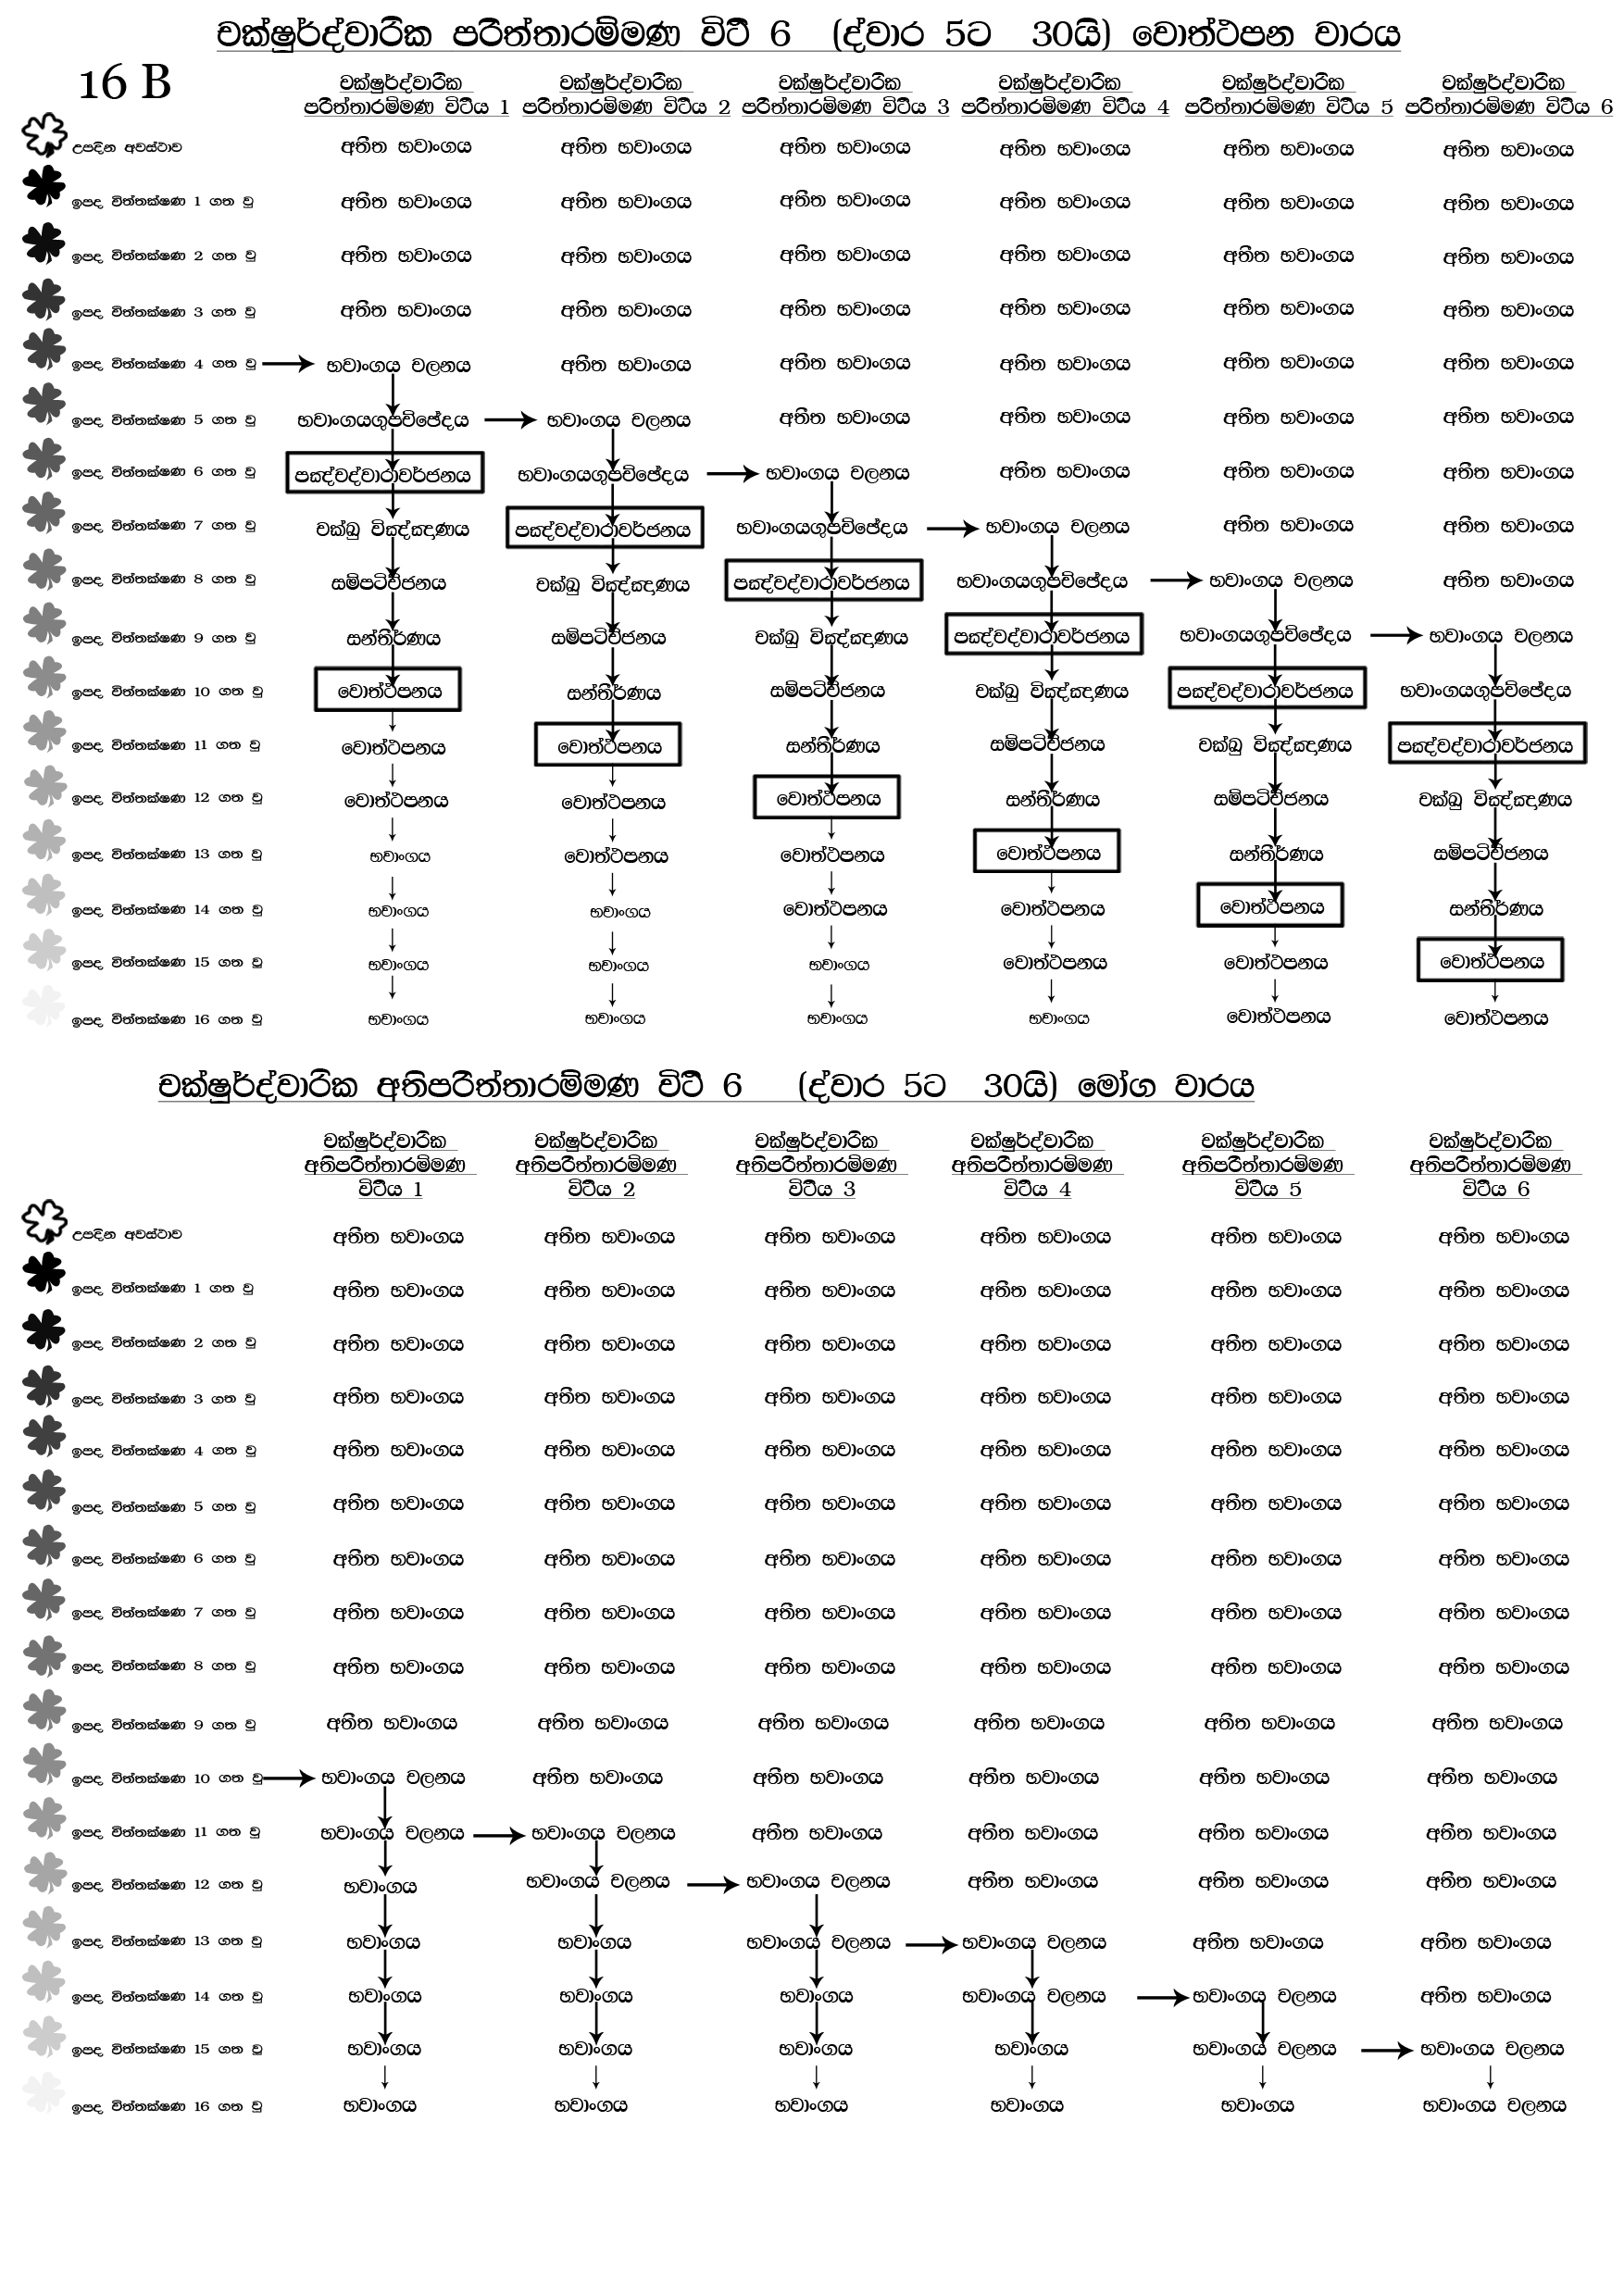 චක්ෂුර්ද්වාරික පරිත්තාරම්මණ විථි 6 (ද්වාර 5ට 30යි) වොත්ථපන වාරය
16 B
චක්ෂුර්ද්වාරික චක්ෂුර්ද්වාරික චක්ෂුර්ද්වාරික චක්ෂුර්ද්වාරික චක්ෂුර්ද්වාරික චක්ෂුර්ද්වාරික
පරිත්තාරම්මණ විථිය 1 පරිත්තාරම්මණ විථිය 2 පරිත්තාරම්මණ විථිය 3 පරිත්තාරම්මණ විථිය 4 පරිත්තාරම්මණ විථිය 5 පරිත්තාරම්මණ විථිය 6
උපදින අවස්ථාව අතීත භවාංගය අතීත භවාංගය අතීත භවාංගය අතීත භවාංගය අතීත භවාංගය අතීත භවාංගය
ඉපද චිත්තක්ෂණ 1 ගත වු අතීත භවාංගය අතීත භවාංගය අතීත භවාංගය අතීත භවාංගය අතීත භවාංගය අතීත භවාංගය
ඉපද චිත්තක්ෂණ 2 ගත වු අතීත භවාංගය අතීත භවාංගය අතීත භවාංගය අතීත භවාංගය අතීත භවාංගය අතීත භවාංගය
ඉපද චිත්තක්ෂණ 3 ගත වු අතීත භවාංගය අතීත භවාංගය අතීත භවාංගය අතීත භවාංගය අතීත භවාංගය අතීත භවාංගය
ඉපද චිත්තක්ෂණ 4 ගත වු භවාංගය චලනය අතීත භවාංගය අතීත භවාංගය අතීත භවාංගය අතීත භවාංගය අතීත භවාංගය
ඉපද චිත්තක්ෂණ 5 ගත වු භවාංගයගුපච්ඡේදය භවාංගය චලනය අතීත භවාංගය අතීත භවාංගය අතීත භවාංගය අතීත භවාංගය
ඉපද චිත්තක්ෂණ 6 ගත වු පඤ්චද්වාරාවර්ජනය භවාංගයගුපච්ඡේදය භවාංගය චලනය අතීත භවාංගය අතීත භවාංගය අතීත භවාංගය
ඉපද චිත්තක්ෂණ 7 ගත වු චක්ඛු විඤ්ඤාණය පඤ්චද්වාරාවර්ජනය භවාංගයගුපච්ඡේදය භවාංගය චලනය අතීත භවාංගය අතීත භවාංගය
ඉපද චිත්තක්ෂණ 8 ගත වු සම්පටිච්ජනය චක්ඛු විඤ්ඤාණය පඤ්චද්වාරාවර්ජනය භවාංගයගුපච්ඡේදය භවාංගය චලනය අතීත භවාංගය
ඉපද චිත්තක්ෂණ 9 ගත වු සන්තීර්ණය සම්පටිච්ජනය චක්ඛු විඤ්ඤාණය පඤ්චද්වාරාවර්ජනය භවාංගයගුපච්ඡේදය භවාංගය චලනය
ඉපද චිත්තක්ෂණ 10 ගත වු වොත්ථපනය සන්තීර්ණය සම්පටිච්ජනය චක්ඛු විඤ්ඤාණය පඤ්චද්වාරාවර්ජනය භවාංගයගුපච්ඡේදය
ඉපද චිත්තක්ෂණ 11 ගත වු වොත්ථපනය වොත්ථපනය සන්තීර්ණය සම්පටිච්ජනය චක්ඛු විඤ්ඤාණය පඤ්චද්වාරාවර්ජනය
ඉපද චිත්තක්ෂණ 12 ගත වු වොත්ථපනය වොත්ථපනය වොත්ථපනය සන්තීර්ණය සම්පටිච්ජනය චක්ඛු විඤ්ඤාණය
ඉපද චිත්තක්ෂණ 13 ගත වු භවාංගය වොත්ථපනය වොත්ථපනය වොත්ථපනය සන්තීර්ණය සම්පටිච්ජනය
ඉපද චිත්තක්ෂණ 14 ගත වු භවාංගය භවාංගය වොත්ථපනය වොත්ථපනය වොත්ථපනය සන්තීර්ණය
ඉපද චිත්තක්ෂණ 15 ගත වු භවාංගය භවාංගය භවාංගය වොත්ථපනය වොත්ථපනය වොත්ථපනය
ඉපද චිත්තක්ෂණ 16 ගත වු භවාංගය භවාංගය භවාංගය භවාංගය වොත්ථපනය වොත්ථපනය
චක්ෂුර්ද්වාරික අතිපරිත්තාරම්මණ විථි 6 (ද්වාර 5ට 30යි) මෝග වාරය
චක්ෂුර්ද්වාරික චක්ෂුර්ද්වාරික චක්ෂුර්ද්වාරික චක්ෂුර්ද්වාරික චක්ෂුර්ද්වාරික චක්ෂුර්ද්වාරික
අතිපරිත්තාරම්මණ අතිපරිත්තාරම්මණ අතිපරිත්තාරම්මණ අතිපරිත්තාරම්මණ අතිපරිත්තාරම්මණ අතිපරිත්තාරම්මණ
විථිය 1 විථිය 2 විථිය 3 විථිය 4 විථිය 5 විථිය 6
උපදින අවස්ථාව අතීත භවාංගය අතීත භවාංගය අතීත භවාංගය අතීත භවාංගය අතීත භවාංගය අතීත භවාංගය
ඉපද චිත්තක්ෂණ 1 ගත වු අතීත භවාංගය අතීත භවාංගය අතීත භවාංගය අතීත භවාංගය අතීත භවාංගය අතීත භවාංගය
ඉපද චිත්තක්ෂණ 2 ගත වු අතීත භවාංගය අතීත භවාංගය අතීත භවාංගය අතීත භවාංගය අතීත භවාංගය අතීත භවාංගය
ඉපද චිත්තක්ෂණ 3 ගත වු අතීත භවාංගය අතීත භවාංගය අතීත භවාංගය අතීත භවාංගය අතීත භවාංගය අතීත භවාංගය
ඉපද චිත්තක්ෂණ 4 ගත වු අතීත භවාංගය අතීත භවාංගය අතීත භවාංගය අතීත භවාංගය අතීත භවාංගය අතීත භවාංගය
ඉපද චිත්තක්ෂණ 5 ගත වු අතීත භවාංගය අතීත භවාංගය අතීත භවාංගය අතීත භවාංගය අතීත භවාංගය අතීත භවාංගය
ඉපද චිත්තක්ෂණ 6 ගත වු අතීත භවාංගය අතීත භවාංගය අතීත භවාංගය අතීත භවාංගය අතීත භවාංගය අතීත භවාංගය
ඉපද චිත්තක්ෂණ 7 ගත වු අතීත භවාංගය අතීත භවාංගය අතීත භවාංගය අතීත භවාංගය අතීත භවාංගය අතීත භවාංගය
ඉපද චිත්තක්ෂණ 8 ගත වු අතීත භවාංගය අතීත භවාංගය අතීත භවාංගය අතීත භවාංගය අතීත භවාංගය අතීත භවාංගය
ඉපද චිත්තක්ෂණ 9 ගත වු අතීත භවාංගය අතීත භවාංගය අතීත භවාංගය අතීත භවාංගය අතීත භවාංගය අතීත භවාංගය
ඉපද චිත්තක්ෂණ 10 ගත වු භවාංගය චලනය අතීත භවාංගය අතීත භවාංගය අතීත භවාංගය අතීත භවාංගය අතීත භවාංගය
ඉපද චිත්තක්ෂණ 11 ගත වු භවාංගය චලනය භවාංගය චලනය අතීත භවාංගය අතීත භවාංගය අතීත භවාංගය අතීත භවාංගය
ඉපද චිත්තක්ෂණ 12 ගත වු භවාංගය භවාංගය චලනය භවාංගය චලනය අතීත භවාංගය අතීත භවාංගය අතීත භවාංගය
ඉපද චිත්තක්ෂණ 13 ගත වු භවාංගය භවාංගය භවාංගය චලනය භවාංගය චලනය අතීත භවාංගය අතීත භවාංගය
ඉපද චිත්තක්ෂණ 14 ගත වු භවාංගය භවාංගය භවාංගය භවාංගය චලනය භවාංගය චලනය අතීත භවාංගය
ඉපද චිත්තක්ෂණ 15 ගත වු භවාංගය භවාංගය භවාංගය භවාංගය භවාංගය චලනය භවාංගය චලනය
ඉපද චිත්තක්ෂණ 16 ගත වු භවාංගය භවාංගය භවාංගය භවාංගය භවාංගය භවාංගය චලනය